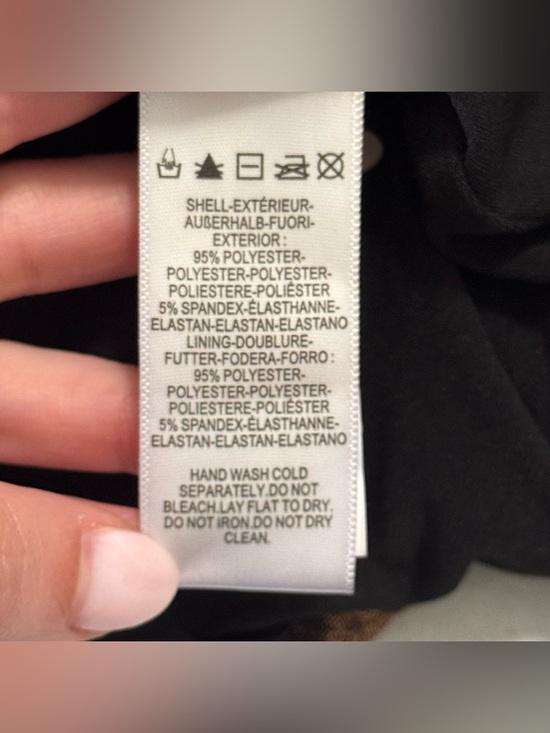 SHELL-EXTÉRIEUR-
AUßERHALB-FUORI-
EXTERIOR:
95% POLYESTER-
POLYESTER-POLYESTER-
POLIESTERE-POLIÉSTER
5% SPANDEX-ÉLASTHANNE-
ELASTAN-ELASTAN-ELASTANO
LINING-DOUBLURE-
FUTTER-FODERA-FORRO:
95% POLYESTER-
POLYESTER-POLYESTER-
POLIESTERE-POLIÉSTER
5% SPANDEX-ÉLASTHANNE-
ELASTAN-ELASTAN-ELASTANO
HAND WASH COLD
SEPARATELY.DO NOT
BLEACH.LAY FLAT TO DRY.
DO NOT IRON.DO NOT DRY
CLEAN.